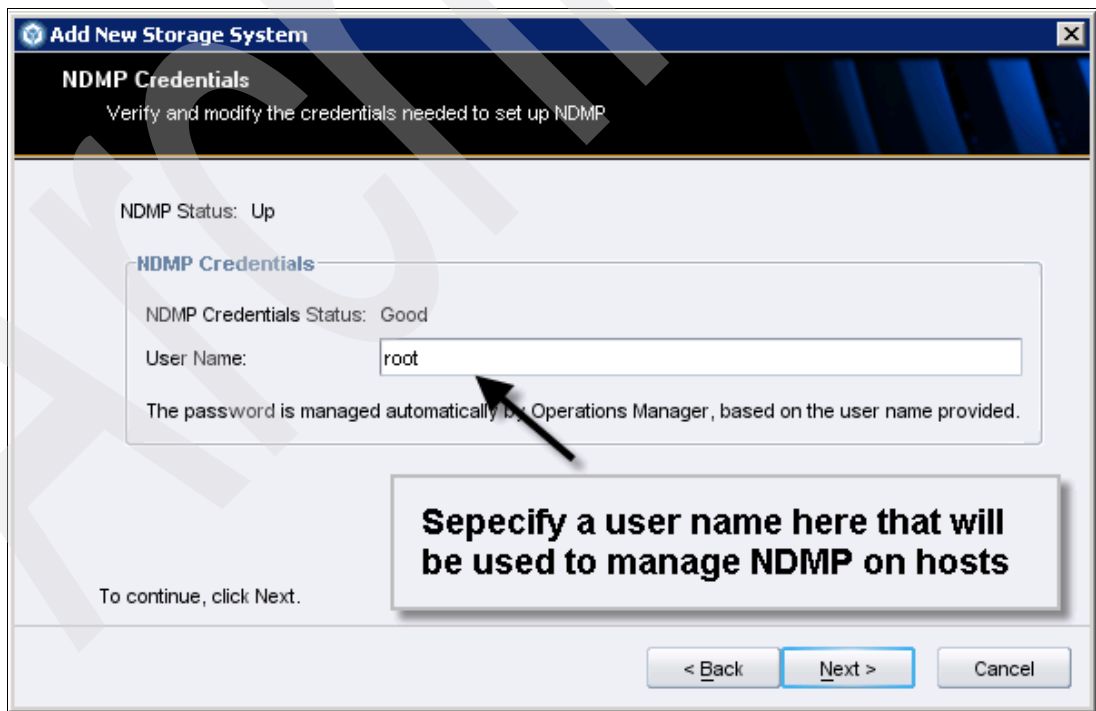 Add New Storage System
NDMP Credentials
Verify and modify the credentials needed to set up NDMP
NDMP Status: Up
NDMP Credentials
NDMP Credentials Status: Good
User Name: root
The password is managed automatically by Operations Manager, based on the user name provided.
Sepecify a user name here that will
be used to manage NDMP on hosts
To continue, click Next.
< Back Next > Cancel